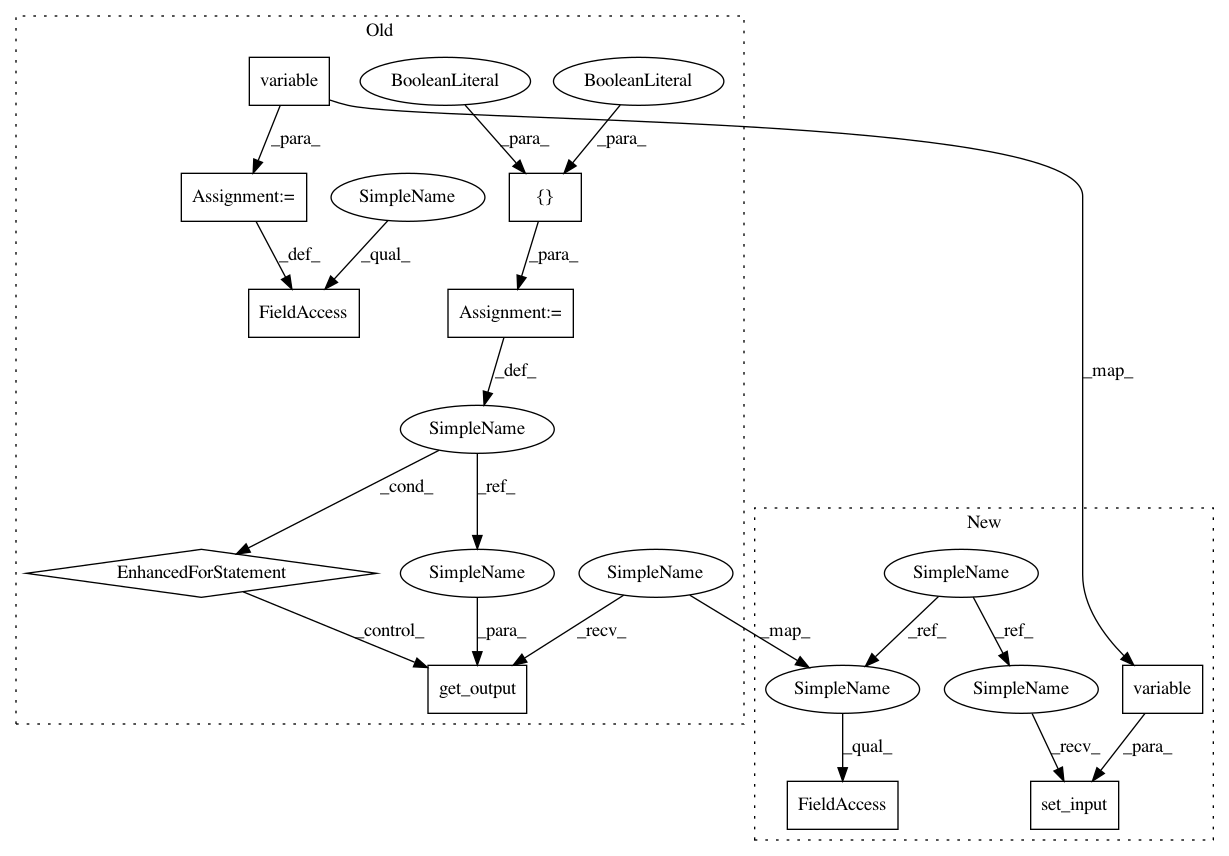 Old
variable
BooleanLiteral
BooleanLiteral
_para_
_para_
_para_
Assignment:=
SimpleName
{}
_def_
_qual_
_para_
FieldAccess
Assignment:=
_def_
_map_
SimpleName
_cond_
_ref_
New
EnhancedForStatement
SimpleName
SimpleName
SimpleName
_control_
_para_
_recv_
_map_
_ref_
_ref_
get_output
SimpleName
SimpleName
variable
_qual_
_recv_
_para_
FieldAccess
set_input